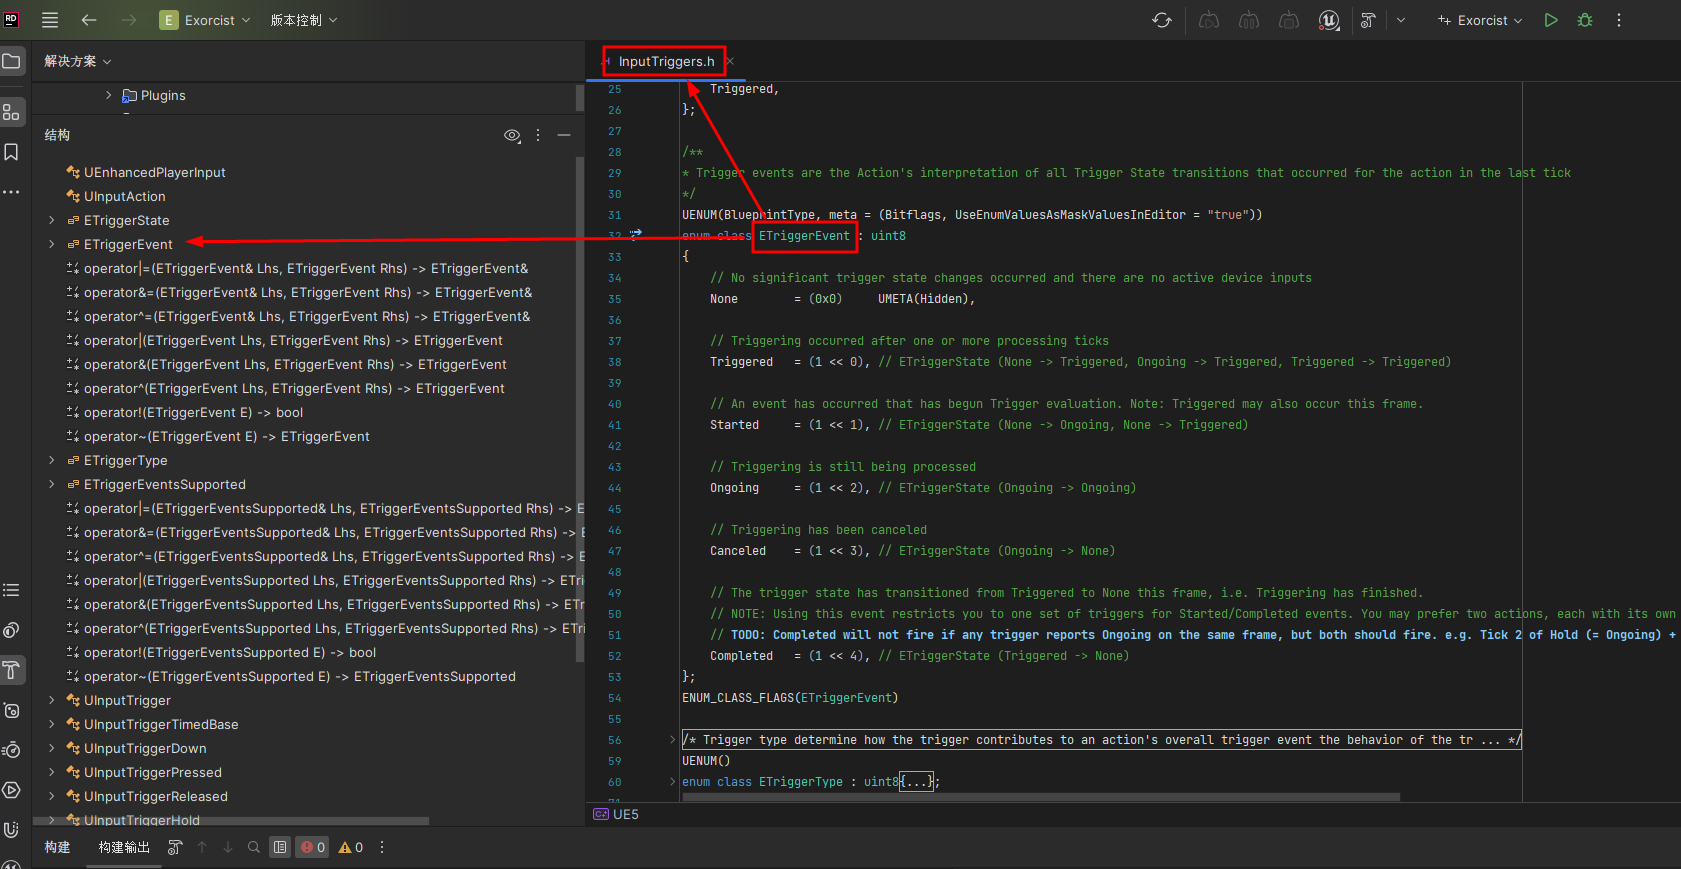 RD
E Exorcist
版本控制
Exorcist
解决方案
Plugins
结构
UEnhancedPlayerInput
UInputAction
ETriggerState
ETriggerEvent
operator|=(ETriggerEvent& Lhs, ETriggerEvent Rhs) -> ETriggerEvent&
operator&=(ETriggerEvent& Lhs, ETriggerEvent Rhs) -> ETriggerEvent&
operator^=(ETriggerEvent& Lhs, ETriggerEvent Rhs) -> ETriggerEvent&
operator|(ETriggerEvent Lhs, ETriggerEvent Rhs) -> ETriggerEvent
operator&(ETriggerEvent Lhs, ETriggerEvent Rhs) -> ETriggerEvent
operator^(ETriggerEvent Lhs, ETriggerEvent Rhs) -> ETriggerEvent
operator!(ETriggerEvent E) -> bool
operator~(ETriggerEvent E) -> ETriggerEvent
ETriggerType
ETriggerEventsSupported
operator|=(ETriggerEventsSupported& Lhs, ETriggerEventsSupported Rhs) -> E
operator&=(ETriggerEventsSupported& Lhs, ETriggerEventsSupported Rhs) -> E
operator^=(ETriggerEventsSupported& Lhs, ETriggerEventsSupported Rhs) -> E
operator|(ETriggerEventsSupported Lhs, ETriggerEventsSupported Rhs) -> ETri
operator&(ETriggerEventsSupported Lhs, ETriggerEventsSupported Rhs) -> ETr
operator^(ETriggerEventsSupported Lhs, ETriggerEventsSupported Rhs) -> ETri
operator!(ETriggerEventsSupported E) -> bool
operator~(ETriggerEventsSupported E) -> ETriggerEventsSupported
UInputTrigger
UInputTriggerTimedBase
UInputTriggerDown
UInputTriggerPressed
UInputTriggerReleased
UInputTriggerHold
InputTriggers.h
25 Triggered,
26 };
27
28 /**
29 * Trigger events are the Action's interpretation of all Trigger State transitions that occurred for the action in the last tick
30 */
31 UENUM(BlueprintType, meta = (Bitflags, UseEnumValuesAsMaskValuesInEditor = "true"))
32 enum class ETriggerEvent : uint8
33 {
34 // No significant trigger state changes occurred and there are no active device inputs
35 None = (0x0) UMETA(Hidden),
36
37 // Triggering occurred after one or more processing ticks
38 Triggered = (1 << 0), // ETriggerState (None -> Triggered, Ongoing -> Triggered, Triggered -> Triggered)
39
40 // An event has occurred that has begun Trigger evaluation. Note: Triggered may also occur this frame.
41 Started = (1 << 1), // ETriggerState (None -> Ongoing, None -> Triggered)
42
43 // Triggering is still being processed
44 Ongoing = (1 << 2), // ETriggerState (Ongoing -> Ongoing)
45
46 // Triggering has been canceled
47 Canceled = (1 << 3), // ETriggerState (Ongoing -> None)
48
49 // The trigger state has transitioned from Triggered to None this frame, i.e. Triggering has finished.
50 // NOTE: Using this event restricts you to one set of triggers for Started/Completed events. You may prefer two actions, each with its own
51 // TODO: Completed will not fire if any trigger reports Ongoing on the same frame, but both should fire. e.g. Tick 2 of Hold (= Ongoing) +
52 Completed = (1 << 4), // ETriggerState (Triggered -> None)
53 };
54 ENUM_CLASS_FLAGS(ETriggerEvent)
55
56 /* Trigger type determine how the trigger contributes to an action's overall trigger event the behavior of the tr ... */
59 UENUM()
60 enum class ETriggerType : uint8{...};
71
C++ UE5
构建
构建输出
0
0